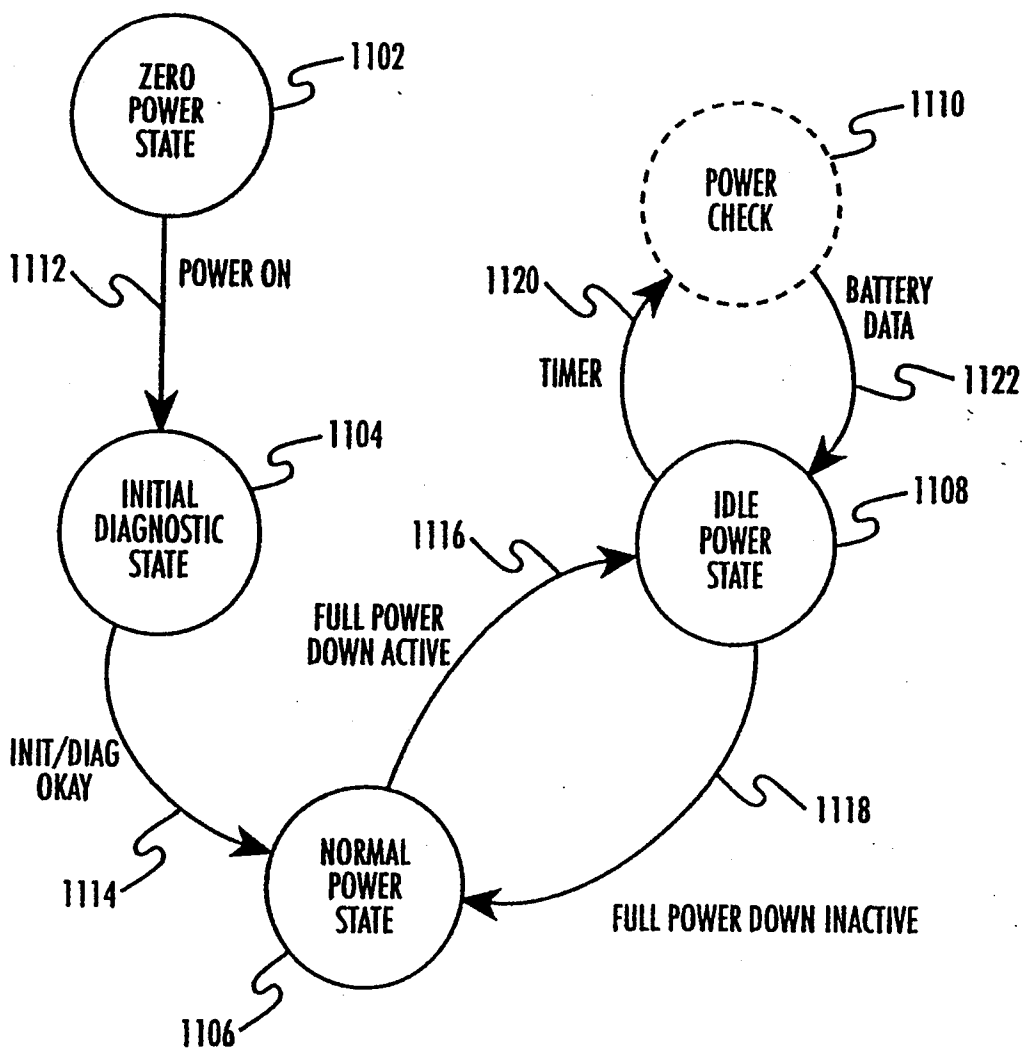 1102
ZERO
POWER
STATE
1110
POWER
CHECK
1112
POWER ON
1120
BATTERY
DATA
TIMER
1122
1104
INITIAL
DIAGNOSTIC
STATE
1108
IDLE
POWER
STATE
1116
FULL POWER
DOWN ACTIVE
INIT/DIAG
OKAY
1118
1114
NORMAL
POWER
STATE
FULL POWER DOWN INACTIVE
1106